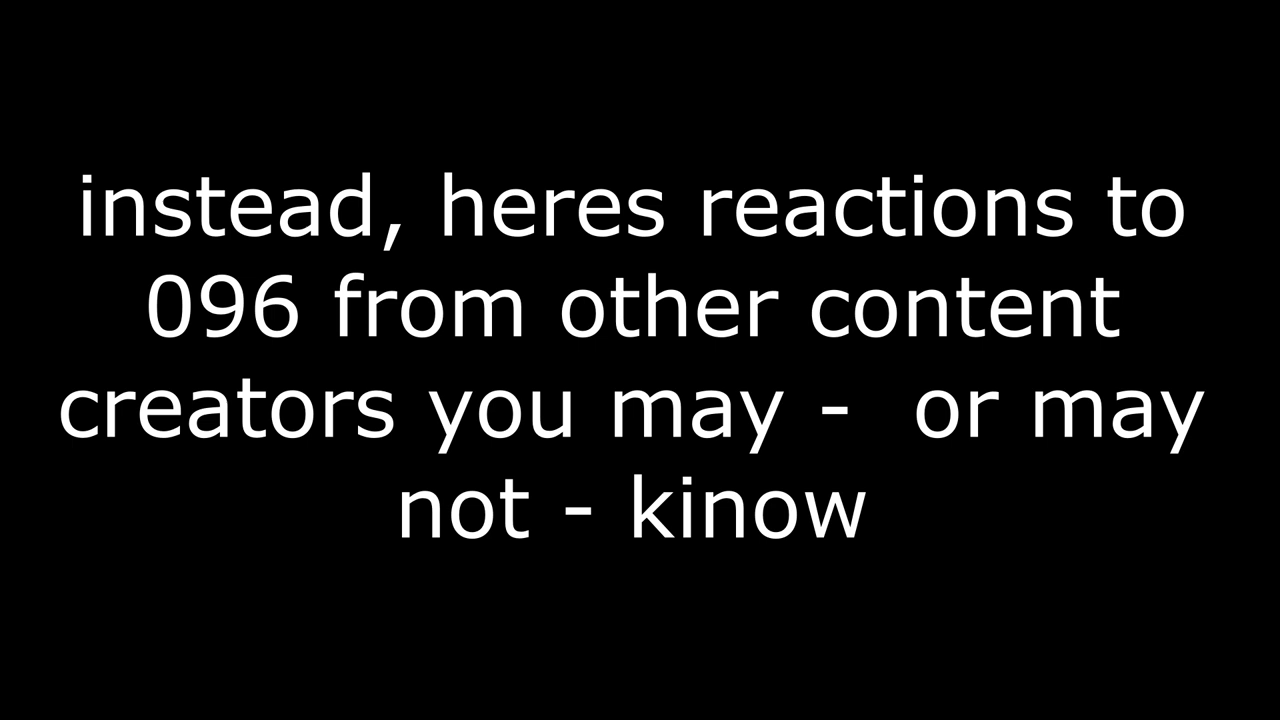 instead, heres reactions to
096 from other content
creators you may -  or may
not - kinow